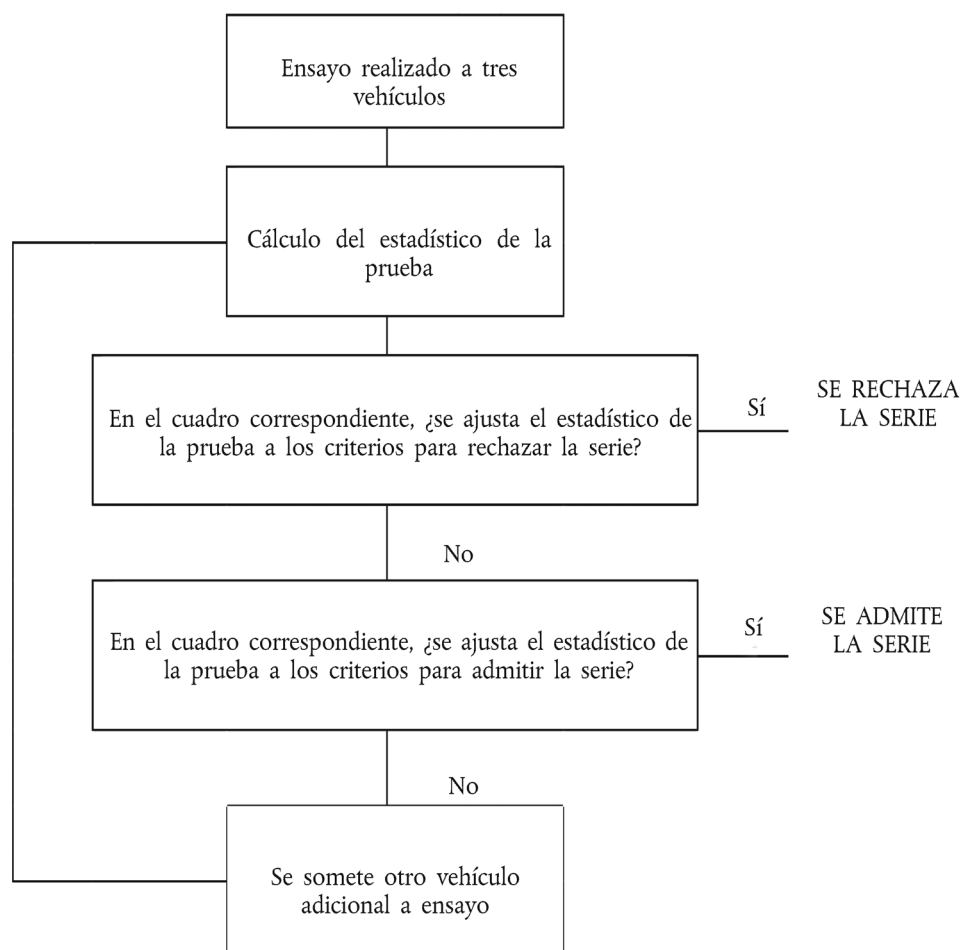 Ensayo realizado a tres
vehículos
Cálculo del estadístico de la
prueba
En el cuadro correspondiente, ¿se ajusta el estadístico de
la prueba a los criterios para rechazar la serie?
Sí
SE RECHAZA
LA SERIE
No
En el cuadro correspondiente, ¿se ajusta el estadístico de
la prueba a los criterios para admitir la serie?
Sí
SE ADMITE
LA SERIE
No
Se somete otro vehículo
adicional a ensayo